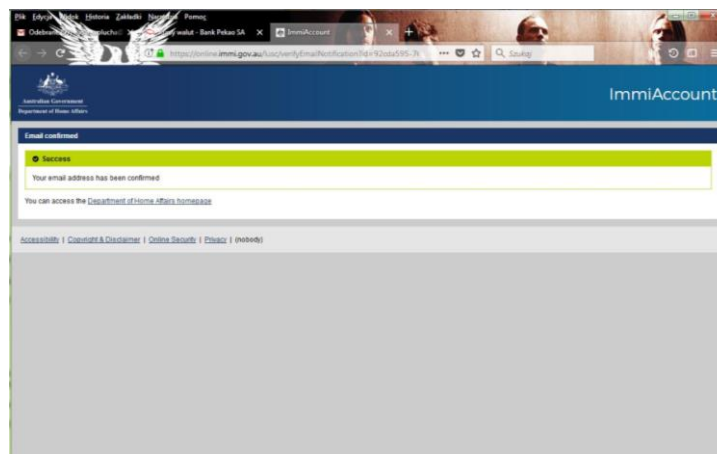 Plik Edycja Widok Historia Zakładki Narzędzia Pomoc
walut - Bank Pekao SA
ImmiAccount
https://online.immi.gov.au/lusc/verifyEmailNotification?id=
Szukaj
Australian Government
Department of Home Affairs
ImmiAccount
Email confirmed
Success
Your email address has been confirmed
You can access the Department of Home Affairs homepage
Accessibility | Copyright & Disclaimer | Online Security | Privacy | (nobody)